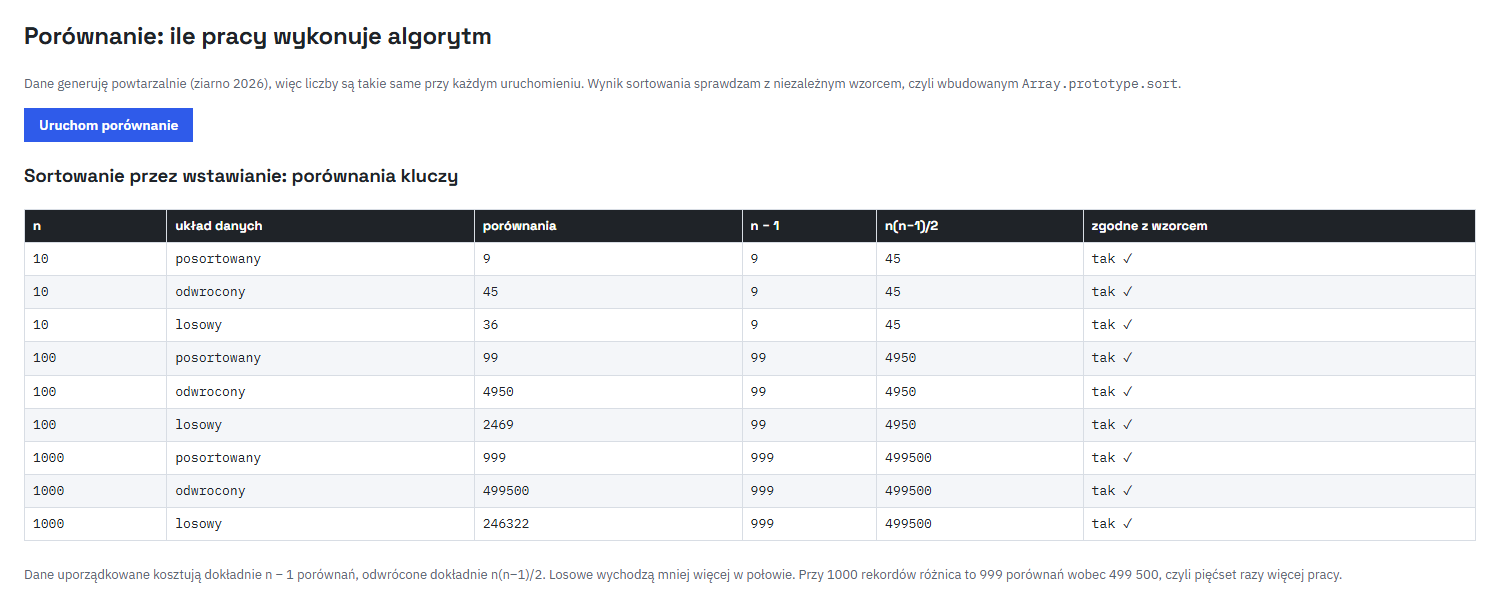 Porównanie: ile pracy wykonuje algorytm
Dane generuję powtarzalnie (ziarno 2026), więc liczby są takie same przy każdym uruchomieniu. Wynik sortowania sprawdzam z niezależnym wzorcem, czyli wbudowanym Array.prototype.sort.
Uruchom porównanie
Sortowanie przez wstawianie: porównania kluczy
n układ danych porównania n − 1 n(n−1)/2 zgodne z wzorcem
10 posortowany 9 9 45 tak ✓
10 odwrocony 45 9 45 tak ✓
10 losowy 36 9 45 tak ✓
100 posortowany 99 99 4950 tak ✓
100 odwrocony 4950 99 4950 tak ✓
100 losowy 2469 99 4950 tak ✓
1000 posortowany 999 999 499500 tak ✓
1000 odwrocony 499500 999 499500 tak ✓
1000 losowy 246322 999 499500 tak ✓
Dane uporządkowane kosztują dokładnie n − 1 porównań, odwrócone dokładnie n(n−1)/2. Losowe wychodzą mniej więcej w połowie. Przy 1000 rekordów różnica to 999 porównań wobec 499 500, czyli pięćset razy więcej pracy.